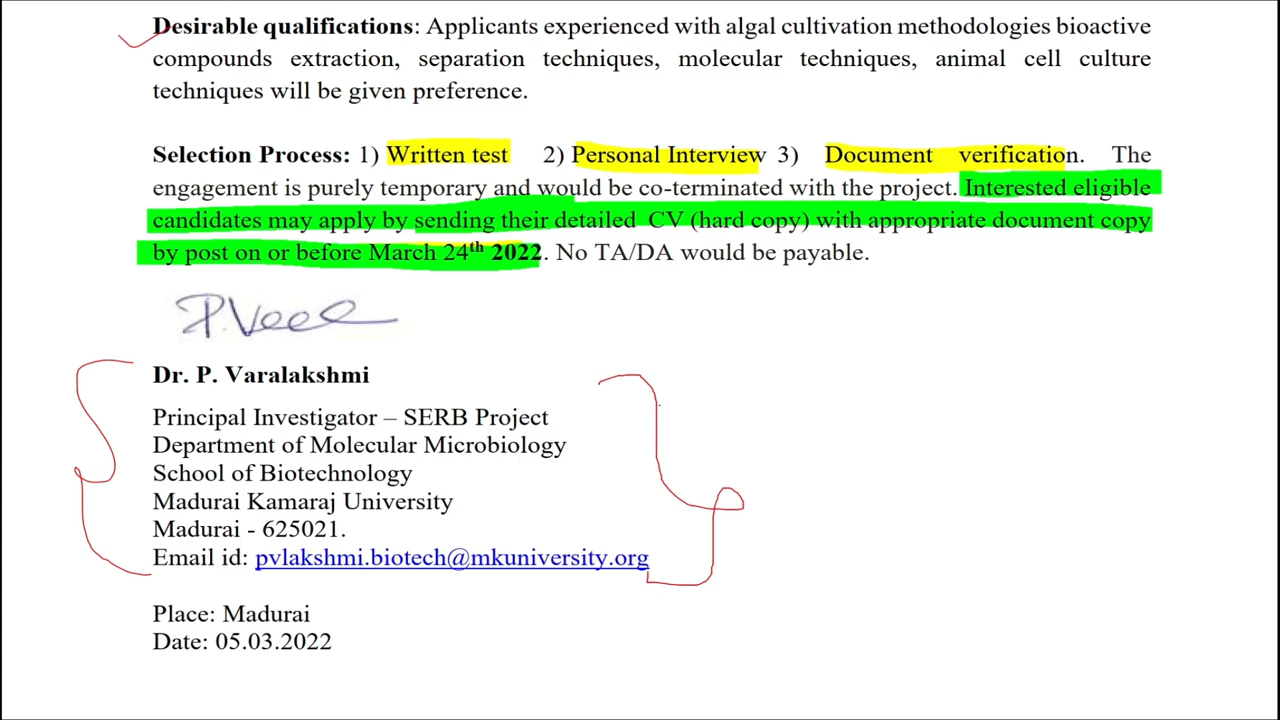 Desirable qualifications: Applicants experienced with algal cultivation methodologies bioactive
compounds extraction, separation techniques, molecular techniques, animal cell culture
techniques will be given preference.
Selection Process: 1) Written test 2) Personal Interview 3) Document verification. The
engagement is purely temporary and would be co-terminated with the project. Interested eligible
candidates may apply by sending their detailed CV (hard copy) with appropriate document copy
by post on or before March 24th 2022. No TA/DA would be payable.
Dr. P. Varalakshmi
Principal Investigator – SERB Project
Department of Molecular Microbiology
School of Biotechnology
Madurai Kamaraj University
Madurai - 625021.
Email id: pvlakshmi.biotech@mkuniversity.org
Place: Madurai
Date: 05.03.2022